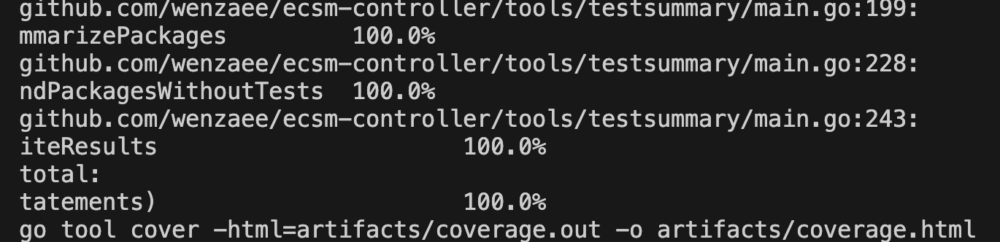 github.com/wenzaee/ecsm-controller/tools/testsummary/main.go:199:
mmarizePackages         100.0%
github.com/wenzaee/ecsm-controller/tools/testsummary/main.go:228:
ndPackagesWithoutTests  100.0%
github.com/wenzaee/ecsm-controller/tools/testsummary/main.go:243:
iteResults                      100.0%
total:
tatements)                      100.0%
go tool cover -html=artifacts/coverage.out -o artifacts/coverage.html